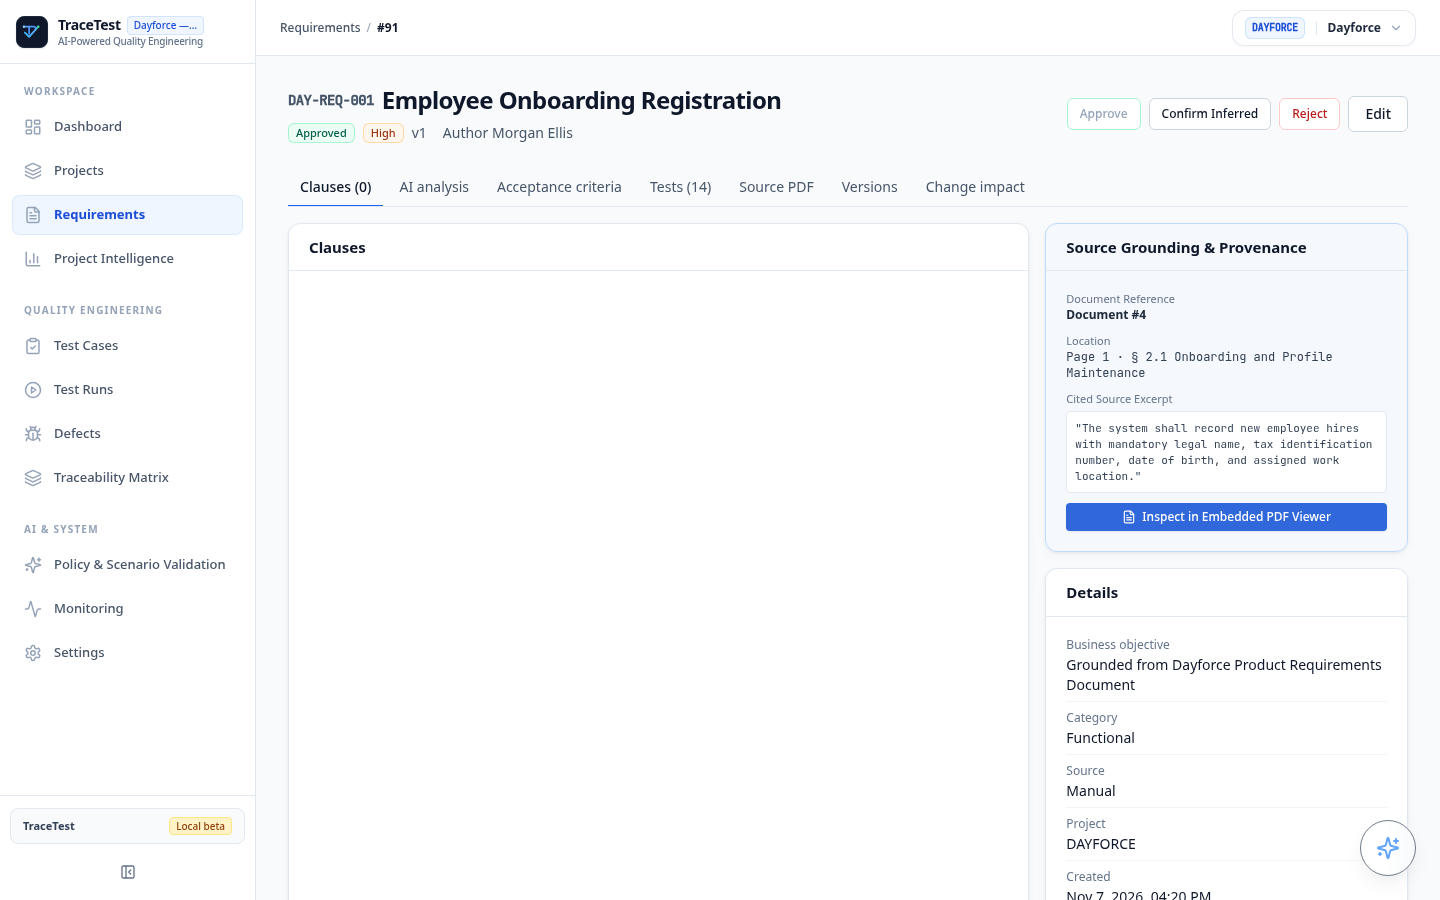 TraceTest
Dayforce —...
AI-Powered Quality Engineering
WORKSPACE
Dashboard
Projects
Requirements
Project Intelligence
QUALITY ENGINEERING
Test Cases
Test Runs
Defects
Traceability Matrix
AI & SYSTEM
Policy & Scenario Validation
Monitoring
Settings
TraceTest
Local beta
Requirements / #91
DAYFORCE
Dayforce
DAY-REQ-001 Employee Onboarding Registration
Approved
High
v1
Author Morgan Ellis
Approve
Confirm Inferred
Reject
Edit
Clauses (0)
AI analysis
Acceptance criteria
Tests (14)
Source PDF
Versions
Change impact
Clauses
Source Grounding & Provenance
Document Reference
Document #4
Location
Page 1 · § 2.1 Onboarding and Profile
Maintenance
Cited Source Excerpt
"The system shall record new employee hires
with mandatory legal name, tax identification
number, date of birth, and assigned work
location."
Inspect in Embedded PDF Viewer
Details
Business objective
Grounded from Dayforce Product Requirements
Document
Category
Functional
Source
Manual
Project
DAYFORCE
Created
Nov 7, 2026, 04:20 PM